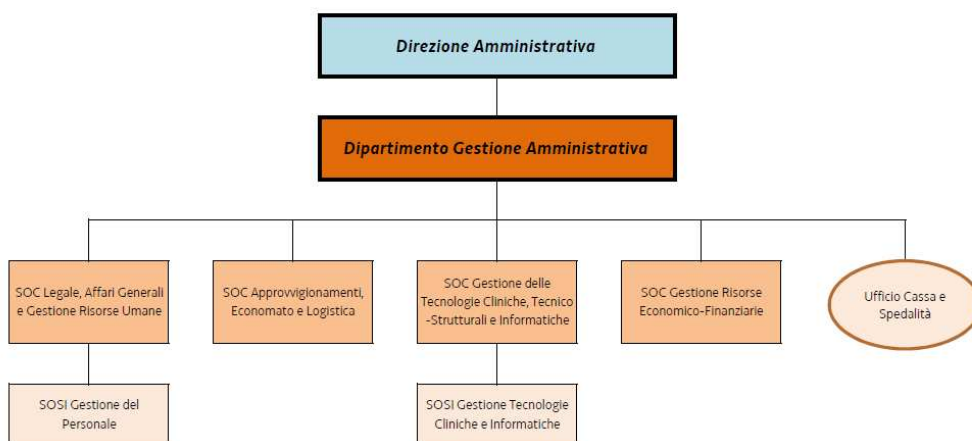 Direzione Amministrativa
Dipartimento Gestione Amministrativa
SOC Legale, Affari Generali
e Gestione Risorse Umane
SOC Approvvigionamenti,
Economato e Logistica
SOC Gestione delle
Tecnologie Cliniche, Tecnico
-Strutturali e Informatiche
SOC Gestione Risorse
Economico-Finanziarie
Ufficio Cassa e
Spedalità
SOSI Gestione del
Personale
SOSI Gestione Tecnologie
Cliniche e Informatiche